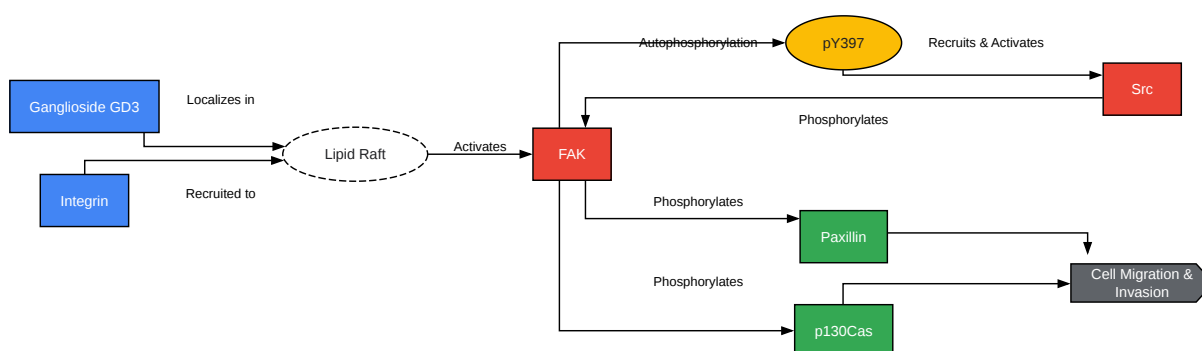 Autophosphorylation
pY397
Recruits & Activates
Src
Ganglioside GD3
Localizes in
Phosphorylates
Lipid Raft
Activates
FAK
Integrin
Recruited to
Phosphorylates
Paxillin
Phosphorylates
Cell Migration &
Invasion
p130Cas